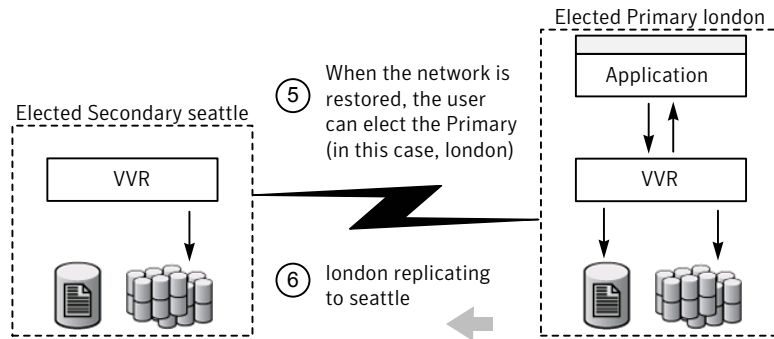 Elected Primary london
Application
5
When the network is
restored, the user
can elect the Primary
(in this case, london)
Elected Secondary seattle
VVR
VVR
6
london replicating
to seattle